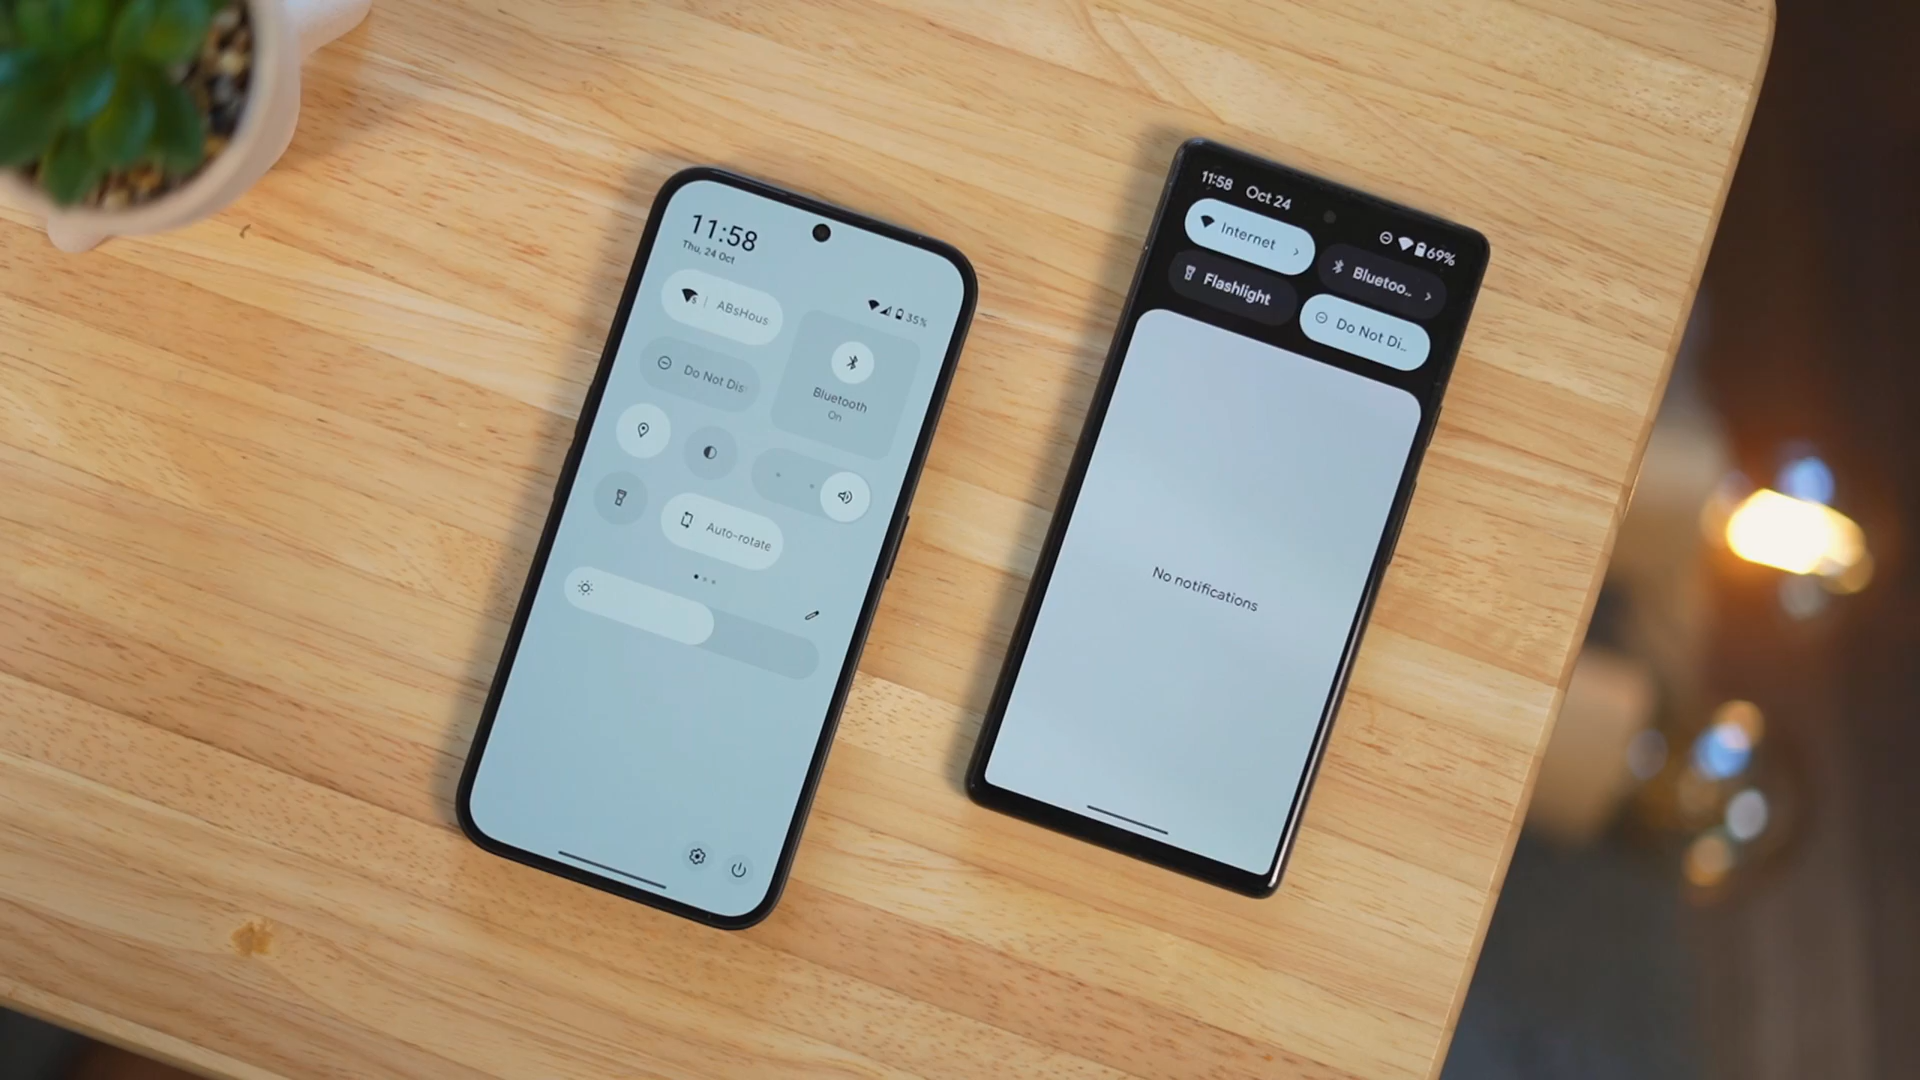 11:58
Thu, 24 Oct
35%
ABsHous
Bluetooth
On
Do Not Dis
Auto-rotate
11:58 Oct 24
69%
Internet
Bluetoo..
Flashlight
Do Not Di..
No notifications